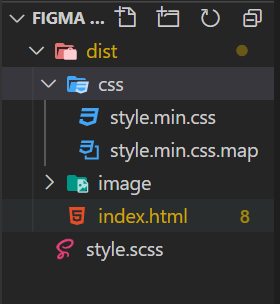 FIGMA ...
dist
css
style.min.css
style.min.css.map
image
index.html 8
style.scss